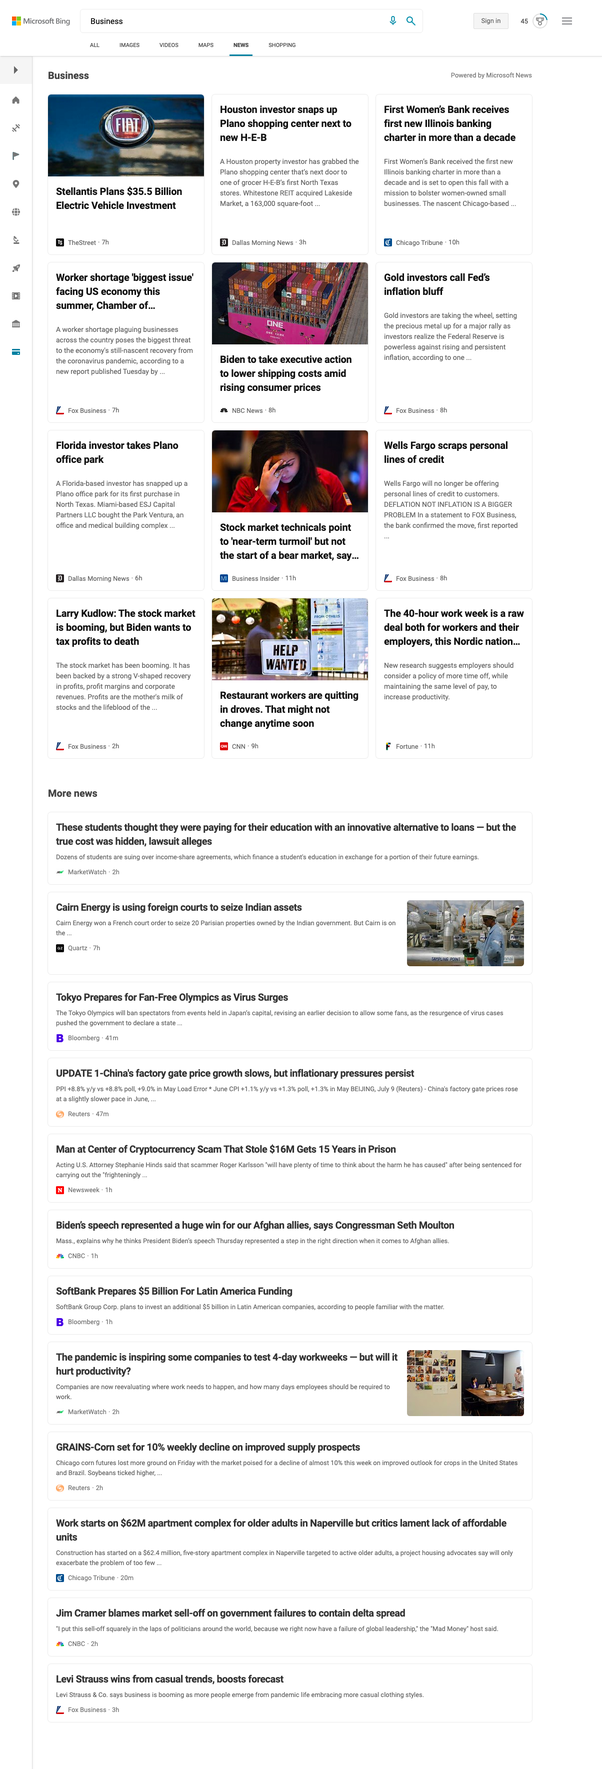 Microsoft Bing
Business
Sign in
45
ALL IMAGES VIDEOS MAPS NEWS SHOPPING
Business
Powered by Microsoft News
FIAT
Stellantis Plans $35.5 Billion
Electric Vehicle Investment
TheStreet · 7h
Houston investor snaps up
Plano shopping center next to
new H-E-B
A Houston property investor has grabbed the
Plano shopping center that's next door to
one of grocer H-E-B's first North Texas
stores. Whitestone REIT acquired Lakeside
Market, a 163,000 square-foot ...
Dallas Morning News · 3h
First Women's Bank receives
first new Illinois banking
charter in more than a decade
First Women's Bank received the first new
Illinois banking charter in more than a
decade and is set to open this fall with a
mission to bolster women-owned small
businesses. The nascent Chicago-based ...
Chicago Tribune · 10h
Worker shortage 'biggest issue'
facing US economy this
summer, Chamber of...
A worker shortage plaguing businesses
across the country poses the biggest threat
to the economy's still-nascent recovery from
the coronavirus pandemic, according to a
new report published Tuesday by ...
Fox Business · 7h
ONE
Biden to take executive action
to lower shipping costs amid
rising consumer prices
NBC News · 8h
Gold investors call Fed's
inflation bluff
Gold investors are taking the wheel, setting
the precious metal up for a major rally as
investors realize the Federal Reserve is
powerless against rising and persistent
inflation, according to one ...
Fox Business · 8h
Florida investor takes Plano
office park
A Florida-based investor has snapped up a
Plano office park for its first purchase in
North Texas. Miami-based ESJ Capital
Partners LLC bought the Park Ventura, an
office and medical building complex ...
Dallas Morning News · 6h
Stock market technicals point
to 'near-term turmoil' but not
the start of a bear market, say...
Business Insider · 11h
Wells Fargo scraps personal
lines of credit
Wells Fargo will no longer be offering
personal lines of credit to customers.
DEFLATION NOT INFLATION IS A BIGGER
PROBLEM In a statement to FOX Business,
the bank confirmed the move, first reported
...
Fox Business · 8h
Larry Kudlow: The stock market
is booming, but Biden wants to
tax profits to death
The stock market has been booming. It has
been backed by a strong V-shaped recovery
in profits, profit margins and corporate
revenues. Profits are the mother's milk of
stocks and the lifeblood of the ...
Fox Business · 2h
HELP
WANTED
Restaurant workers are quitting
in droves. That might not
change anytime soon
CNN · 9h
The 40-hour work week is a raw
deal both for workers and their
employers, this Nordic nation...
New research suggests employers should
consider a policy of more time off, while
maintaining the same level of pay, to
increase productivity.
Fortune · 11h
More news
These students thought they were paying for their education with an innovative alternative to loans — but the
true cost was hidden, lawsuit alleges
Dozens of students are suing over income-share agreements, which finance a student's education in exchange for a portion of their future earnings.
MarketWatch · 2h
Cairn Energy is using foreign courts to seize Indian assets
Cairn Energy won a French court order to seize 20 Parisian properties owned by the Indian government. But Cairn is on
the ...
Quartz · 7h
Tokyo Prepares for Fan-Free Olympics as Virus Surges
The Tokyo Olympics will ban spectators from events held in Japan's capital, revising an earlier decision to allow some fans, as the resurgence of virus cases
pushed the government to declare a state ...
Bloomberg · 41m
UPDATE 1-China's factory gate price growth slows, but inflationary pressures persist
PPI +8.8% y/y vs +8.8% poll, +9.0% in May Load Error * June CPI +1.1% y/y vs +1.3% poll, +1.3% in May BEIJING, July 9 (Reuters) - China's factory gate prices rose
at a slightly slower pace in June, ...
Reuters · 47m
Man at Center of Cryptocurrency Scam That Stole $16M Gets 15 Years in Prison
Acting U.S. Attorney Stephanie Hinds said that scammer Roger Karlsson "will have plenty of time to think about the harm he has caused" after being sentenced for
carrying out the "frighteningly ...
Newsweek · 1h
Biden's speech represented a huge win for our Afghan allies, says Congressman Seth Moulton
Mass., explains why he thinks President Biden's speech Thursday represented a step in the right direction when it comes to Afghan allies.
CNBC · 1h
SoftBank Prepares $5 Billion For Latin America Funding
SoftBank Group Corp. plans to invest an additional $5 billion in Latin American companies, according to people familiar with the matter.
Bloomberg · 1h
The pandemic is inspiring some companies to test 4-day workweeks — but will it
hurt productivity?
Companies are now reevaluating where work needs to happen, and how many days employees should be required to
work.
MarketWatch · 2h
GRAINS-Corn set for 10% weekly decline on improved supply prospects
Chicago corn futures lost more ground on Friday with the market poised for a decline of almost 10% this week on improved outlook for crops in the United States
and Brazil. Soybeans ticked higher, ...
Reuters · 2h
Work starts on $62M apartment complex for older adults in Naperville but critics lament lack of affordable
units
Construction has started on a $62.4 million, five-story apartment complex in Naperville targeted to active older adults, a project housing advocates say will only
exacerbate the problem of too few ...
Chicago Tribune · 20m
Jim Cramer blames market sell-off on government failures to contain delta spread
"I put this sell-off squarely in the laps of politicians around the world, because we right now have a failure of global leadership," the "Mad Money" host said.
CNBC · 2h
Levi Strauss wins from casual trends, boosts forecast
Levi Strauss & Co. says business is booming as more people emerge from pandemic life embracing more casual clothing styles.
Fox Business · 3h